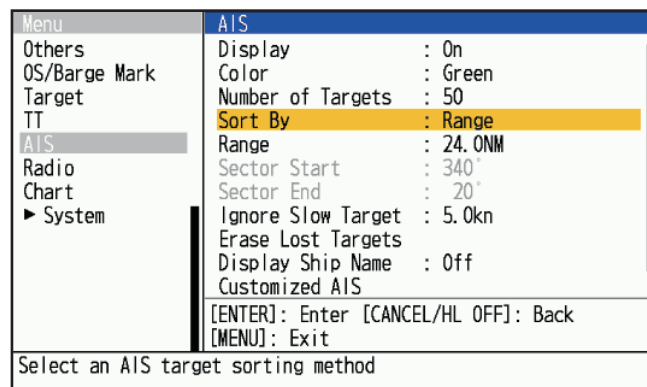 Menu
Others
OS/Barge Mark
Target
TT
AIS
Radio
Chart
► System
AIS
Display : On
Color : Green
Number of Targets : 50
Sort By : Range
Range : 24.0NM
Sector Start : 340°
Sector End : 20°
Ignore Slow Target : 5.0kn
Erase Lost Targets
Display Ship Name : Off
Customized AIS
[ENTER]: Enter [CANCEL/HL OFF]: Back
[MENU]: Exit
Select an AIS target sorting method